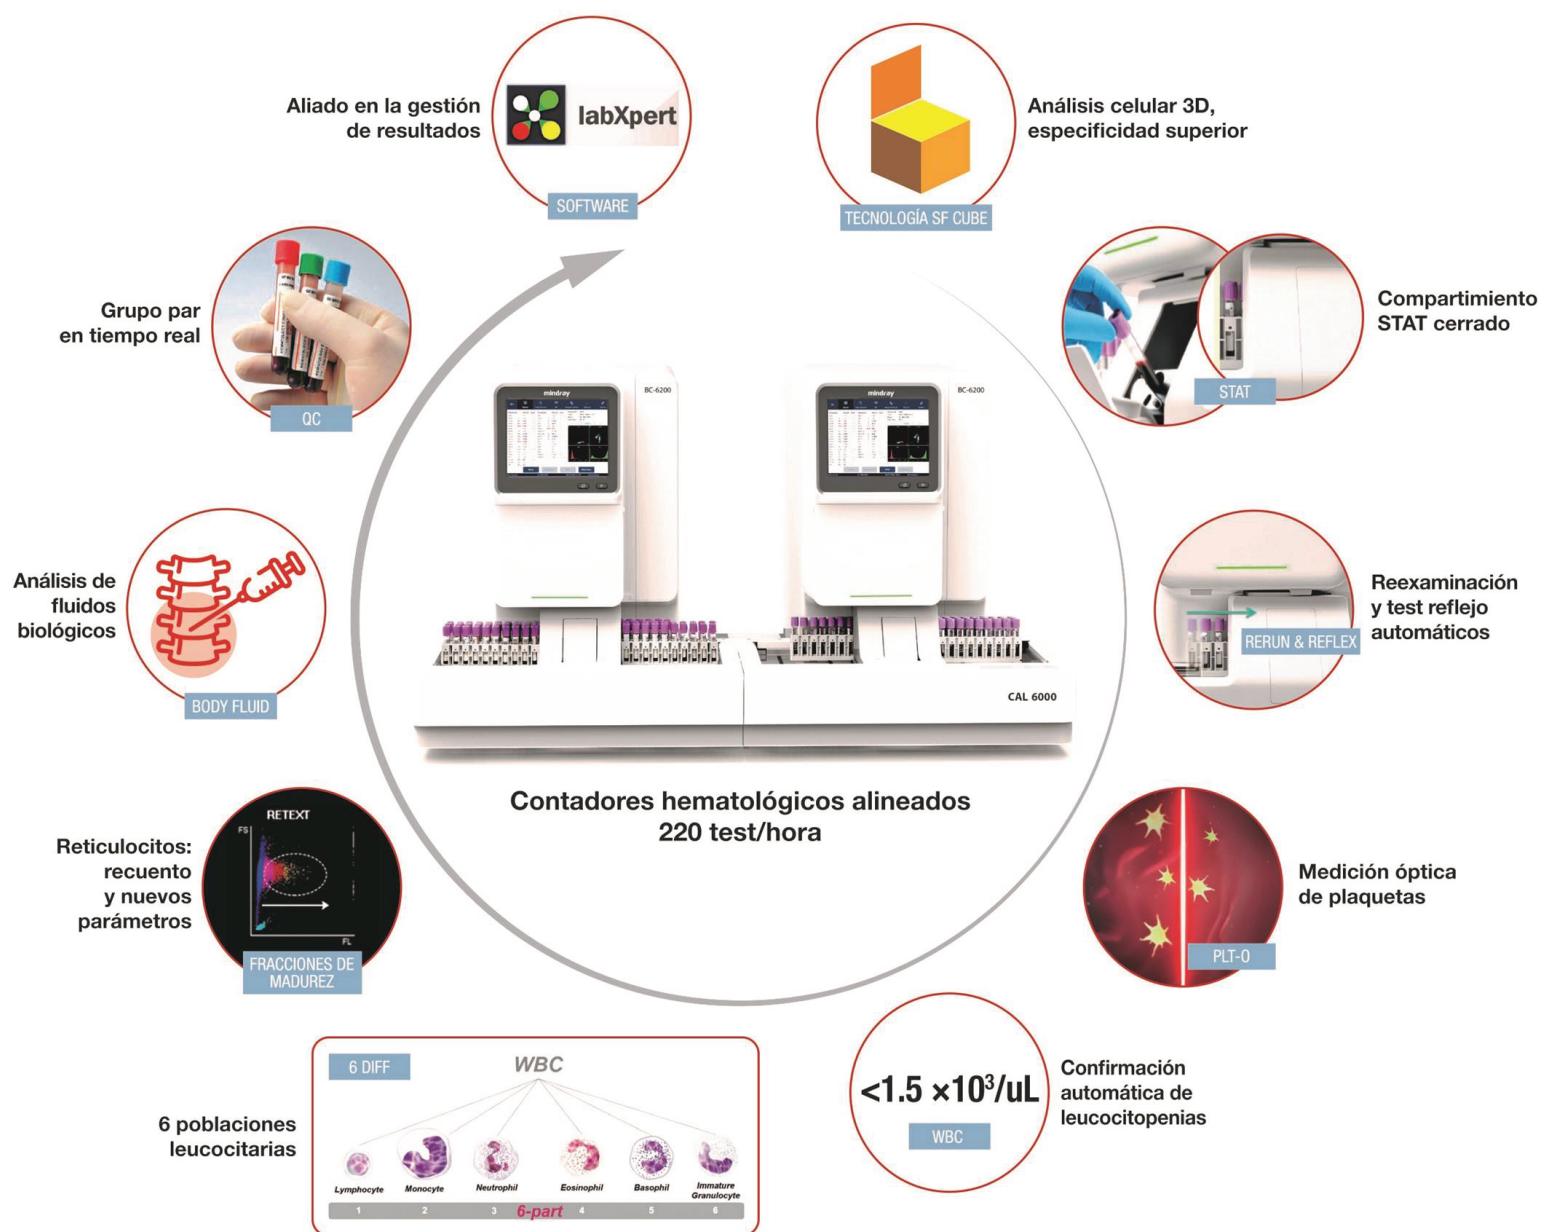 Aliado en la gestión
de resultados
labXpert
SOFTWARE
Análisis celular 3D,
especificidad superior
TECNOLOGÍA SF CUBE
Grupo par
en tiempo real
QC
Compartimiento
STAT cerrado
STAT
mindray
BC-6200
mindray
BC-6200
Análisis de
fluidos
biológicos
BODY FLUID
Reexaminación
y test reflejo
automáticos
RERUN & REFLEX
CAL 6000
Contadores hematológicos alineados
220 test/hora
Reticulocitos:
recuento
y nuevos
parámetros
RETEXT
FS
FL
FRACCIONES DE
MADUREZ
Medición óptica
de plaquetas
PLT-O
6 poblaciones
leucocitarias
6 DIFF
WBC
Lymphocyte
Monocyte
Neutrophil
Eosinophil
Basophil
Immature
Granulocyte
1 2 3 6-part 4 5 6
<1.5 ×10³/uL
WBC
Confirmación
automática de
leucocitopenias